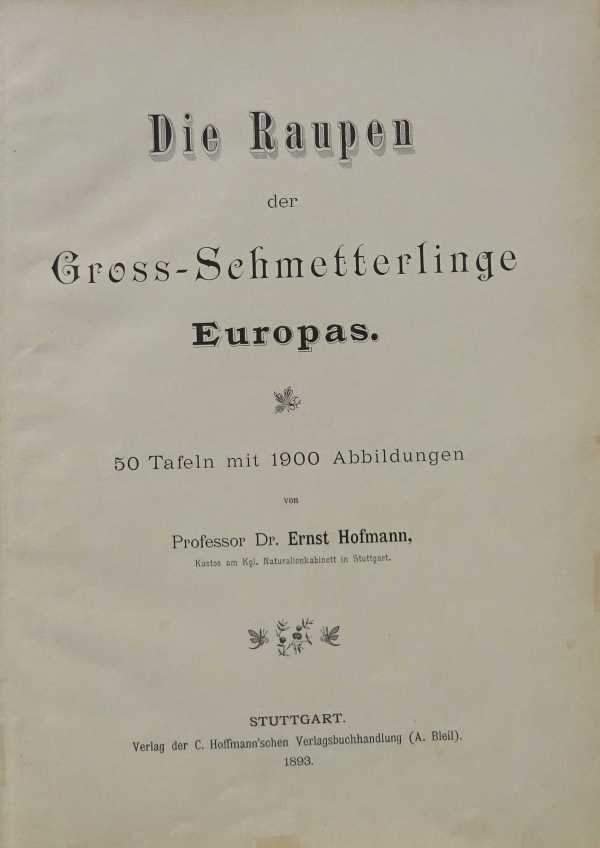 Die Raupen
der
Gross-Schmetterlinge
Europas.
50 Tafeln mit 1900 Abbildungen
von
Professor Dr. Ernst Hofmann,
Kustos am Kgl. Naturalienkabinett in Stuttgart.
STUTTGART.
Verlag der C. Hoffmann'schen Verlagsbuchhandlung (A. Bleil).
1893.